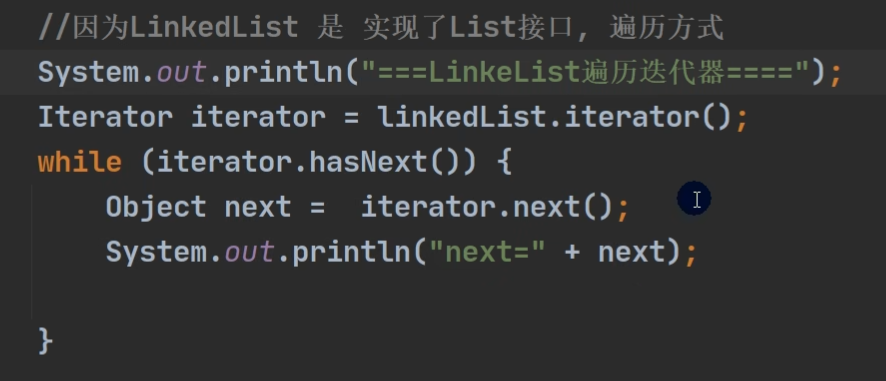 //因为LinkedList 是 实现了List接口, 遍历方式
System.out.println("===LinkeList遍历迭代器====");
Iterator iterator = linkedList.iterator();
while (iterator.hasNext()) {
    Object next =  iterator.next();
    System.out.println("next=" + next);
}